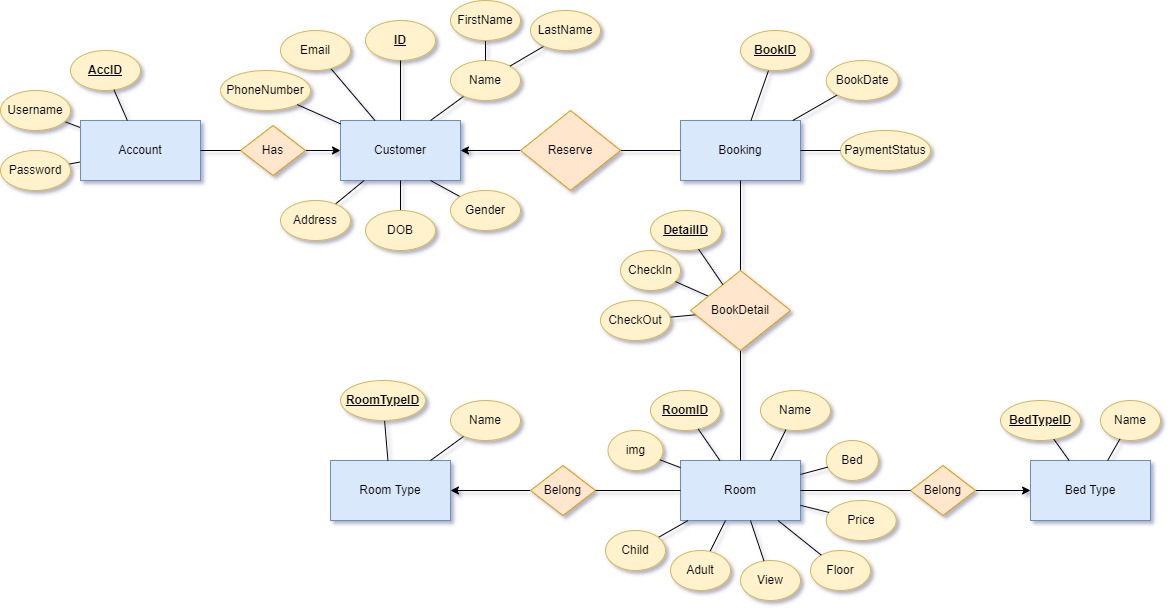 FirstName
LastName
ID
Email
BookID
AccID
Name
BookDate
PhoneNumber
Username
Account
Has
Customer
Reserve
Booking
PaymentStatus
Password
Address
DOB
Gender
DetailID
CheckIn
CheckOut
BookDetail
RoomTypeID
Name
RoomID
Name
BedTypeID
Name
img
Bed
Room Type
Belong
Room
Belong
Bed Type
Price
Child
Adult
View
Floor